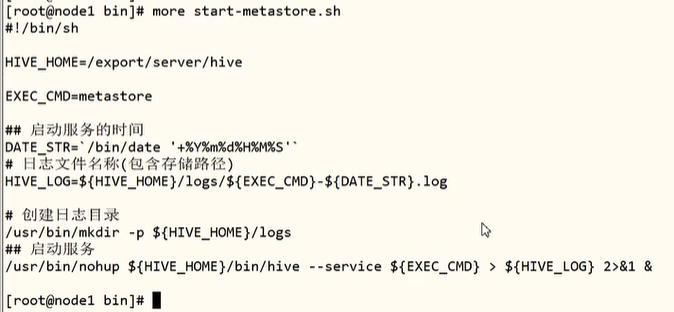 [root@node1 bin]# more start-metastore.sh
#!/bin/sh
HIVE_HOME=/export/server/hive
EXEC_CMD=metastore
## 启动服务的时间
DATE_STR=`/bin/date '+%Y%m%d%H%M%S'`
# 日志文件名称(包含存储路径)
HIVE_LOG=${HIVE_HOME}/logs/${EXEC_CMD}-${DATE_STR}.log
# 创建日志目录
/usr/bin/mkdir -p ${HIVE_HOME}/logs
## 启动服务
/usr/bin/nohup ${HIVE_HOME}/bin/hive --service ${EXEC_CMD} > ${HIVE_LOG} 2>&1 &
[root@node1 bin]#